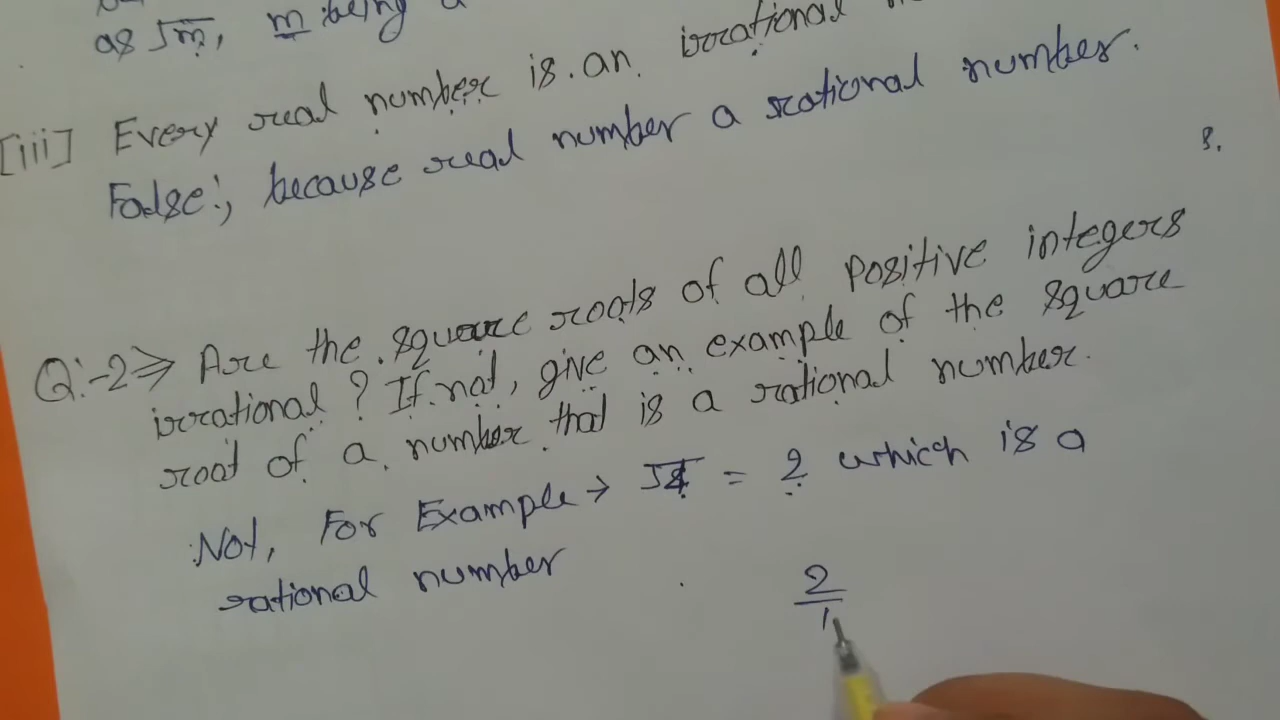 as √m, m being a
[iii] Every real number is an irrational
False:, because real number a rational number.
8.
Q:-2⇒ Are the square roots of all positive integers
irrational? If not, give an example of the square
root of a number that is a rational number.
Not, For Example → √4 = 2 which is a
rational number
2
1